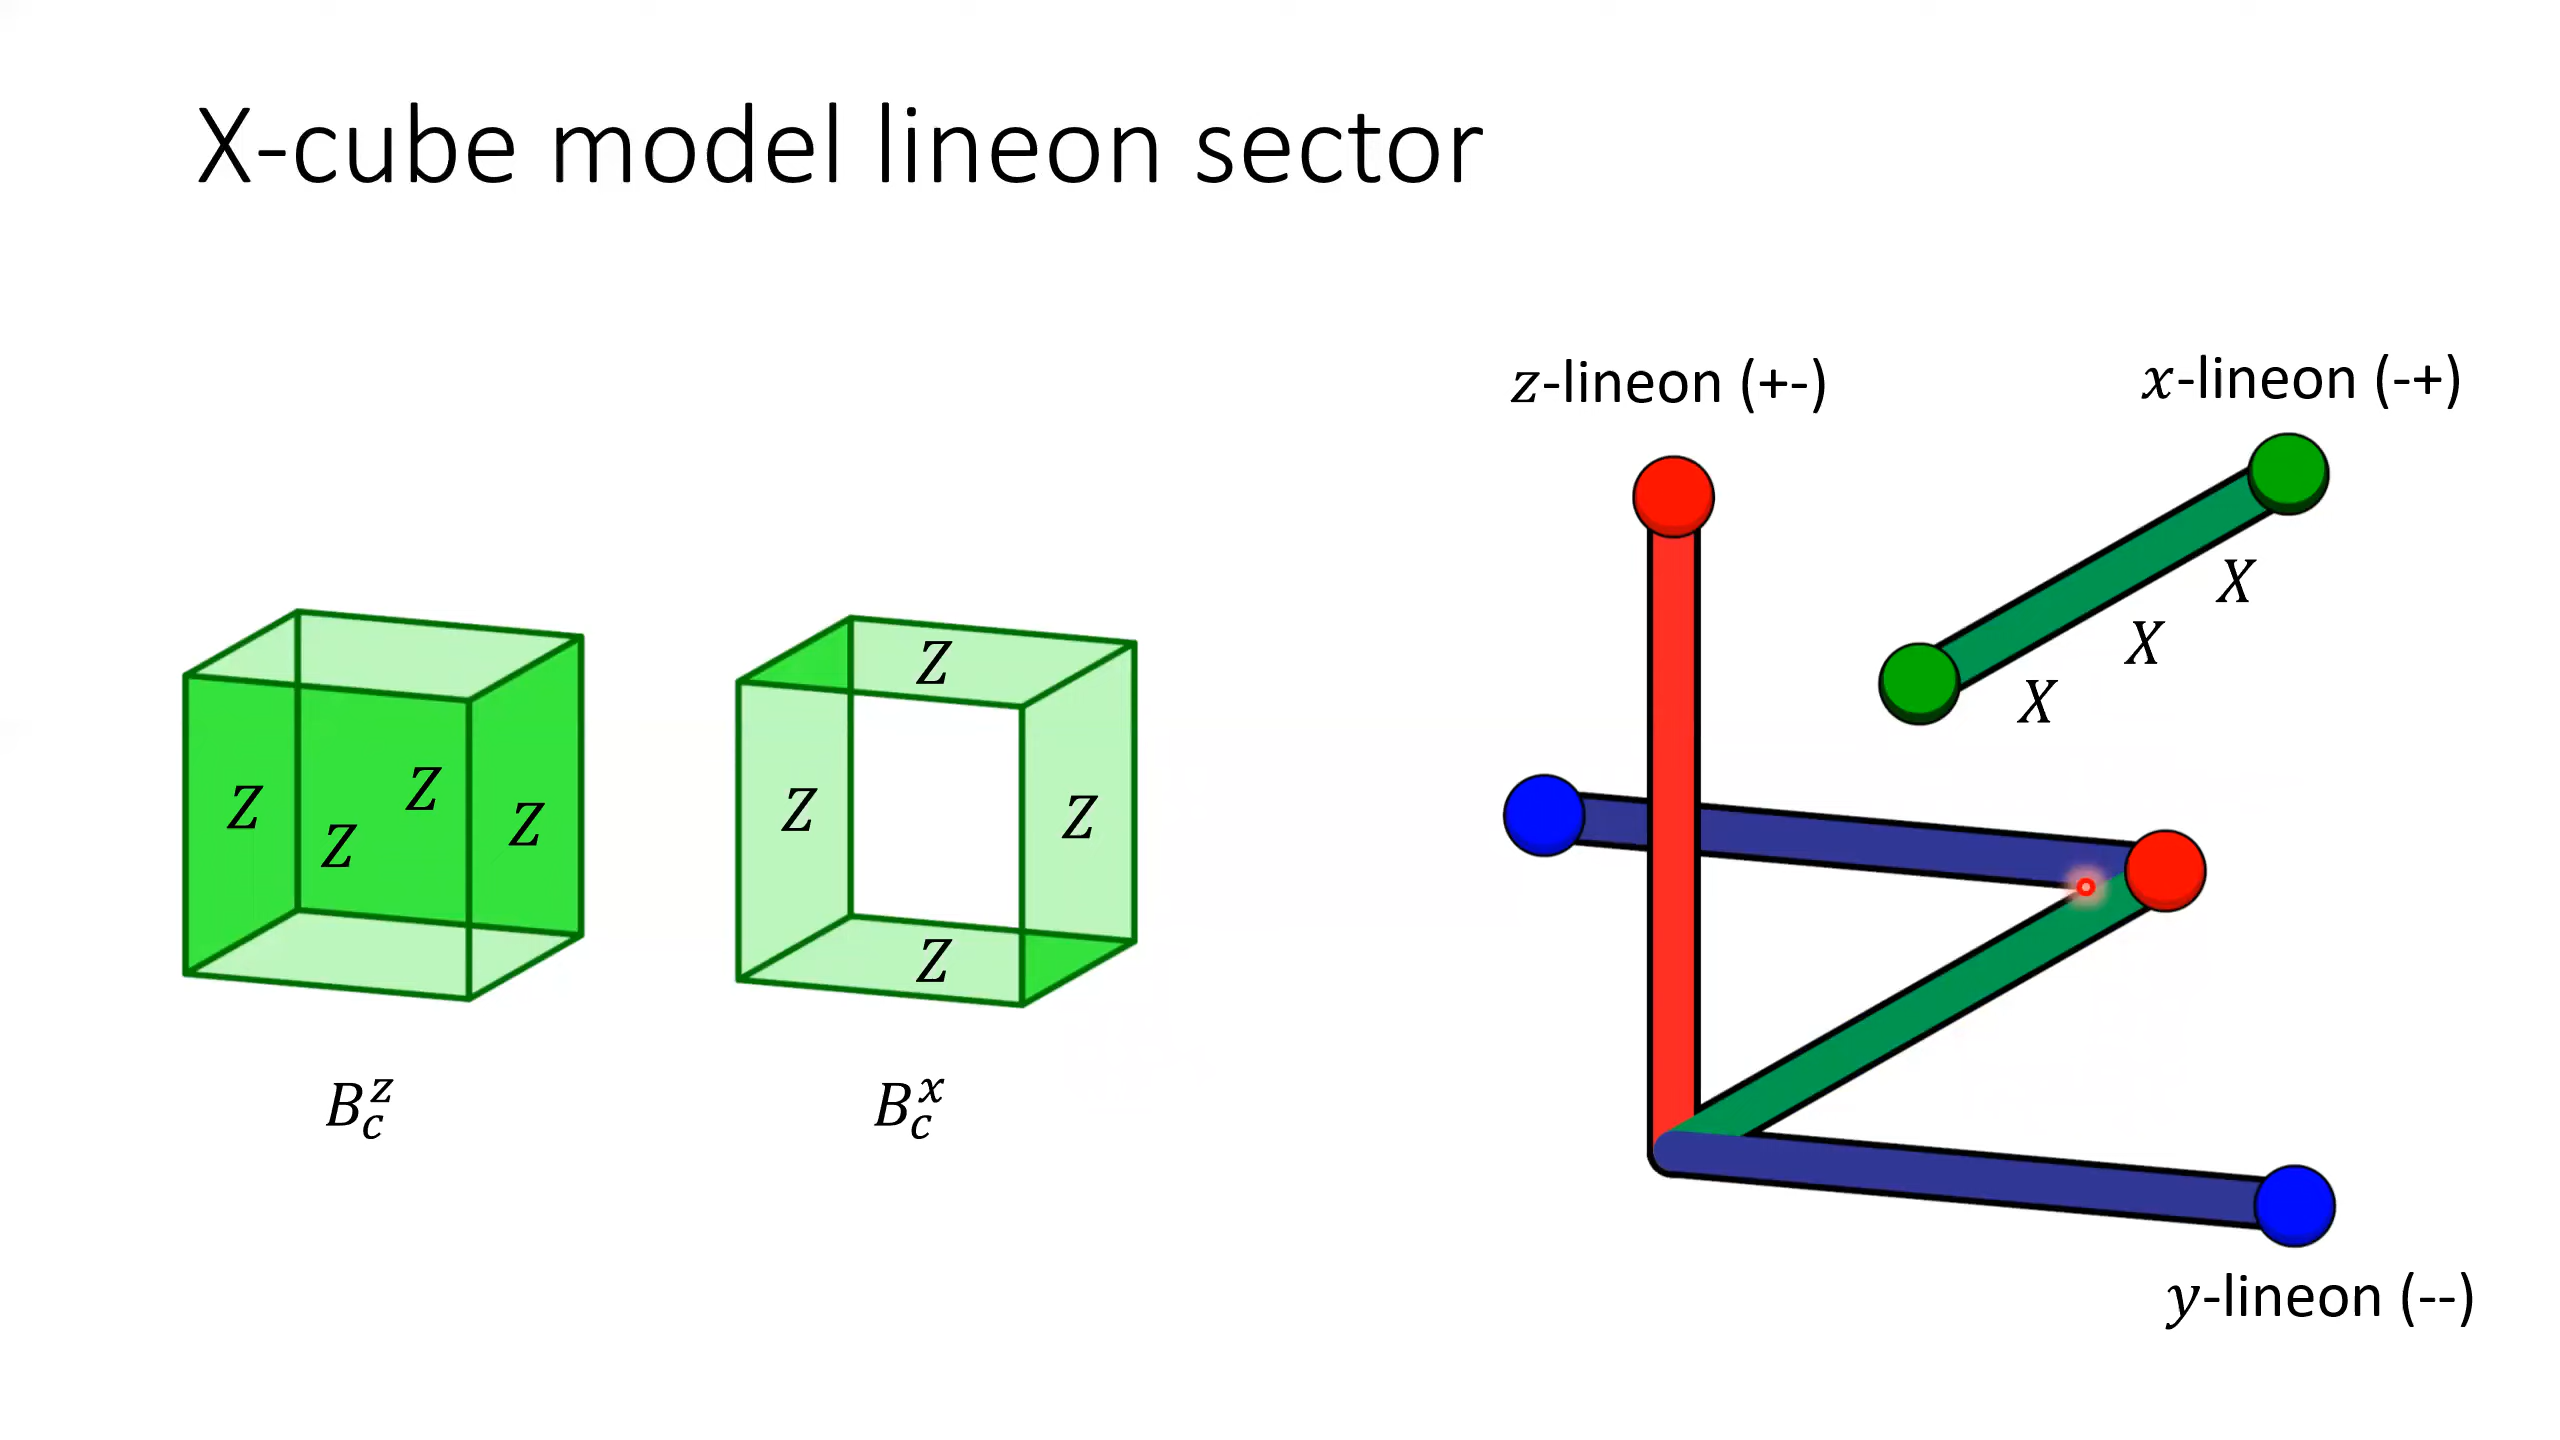 X-cube model lineon sector
z-lineon (+-)
x-lineon (-+)
X
X
X
Z
Z
Z
Z
Z
Z
Z
Z
B_c^z
B_c^x
y-lineon (--)